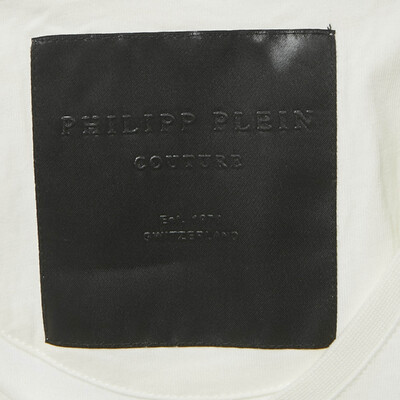 PHILIPP PLEIN
COUTURE
Est. 1978
SWITZERLAND